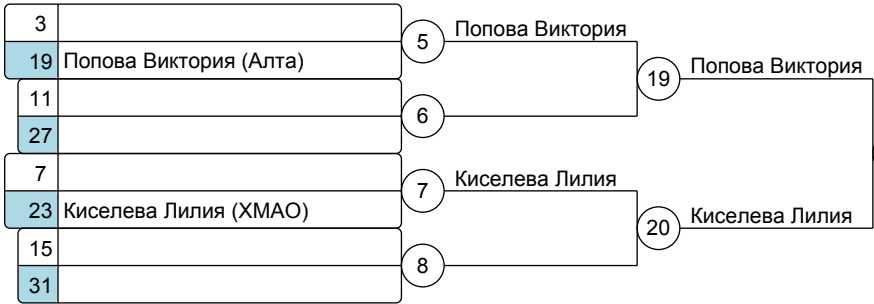 3
19 Попова Виктория (Алта)
5 Попова Виктория
11
27
6
19 Попова Виктория
7
23 Киселева Лилия (ХМАО)
7 Киселева Лилия
15
31
8
20 Киселева Лилия